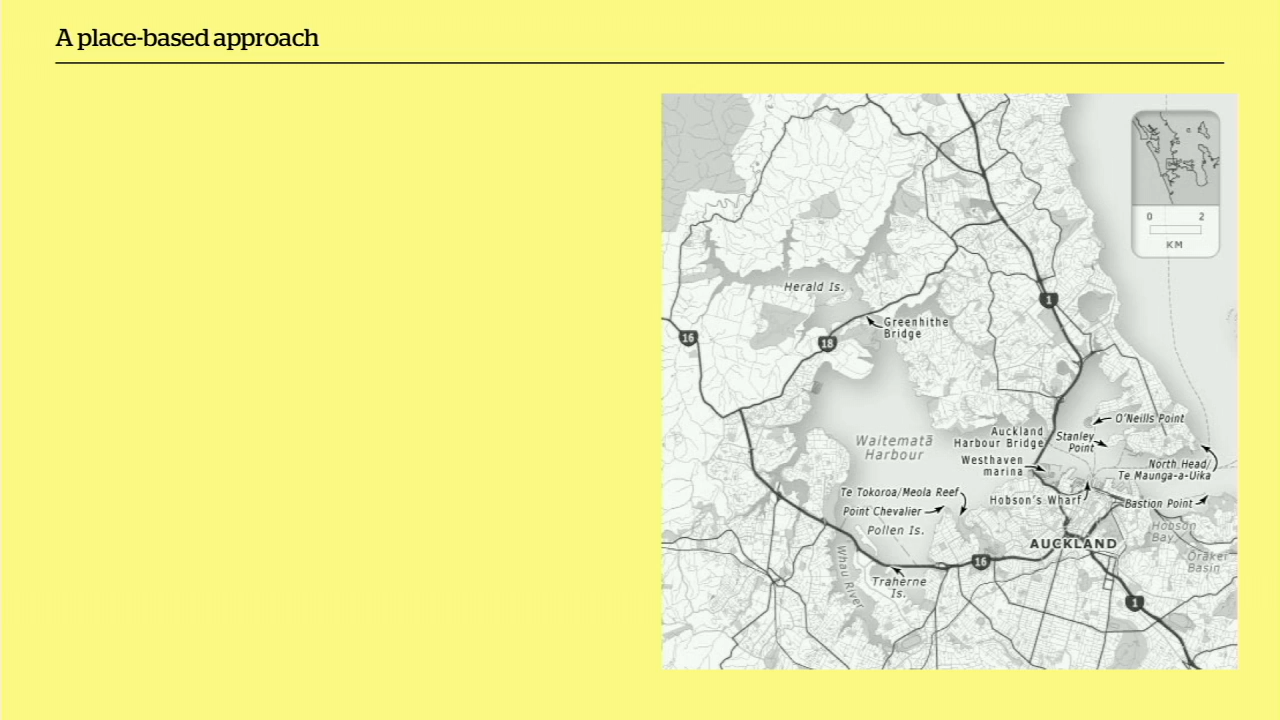 A place-based approach
0 2
KM
Herald Is.
1
Greenhithe
Bridge
16
18
O'Neills Point
Auckland
Harbour Bridge
Stanley
Point
Waitematā
Harbour
Westhaven
marina
North Head/
Te Maunga-a-Uika
Te Tokoroa/Meola Reef
Hobson's Wharf
Bastion Point
Point Chevalier
Pollen Is.
Hobson
Bay
AUCKLAND
Ōrākei
Basin
Whau River
16
Traherne
Is.
1